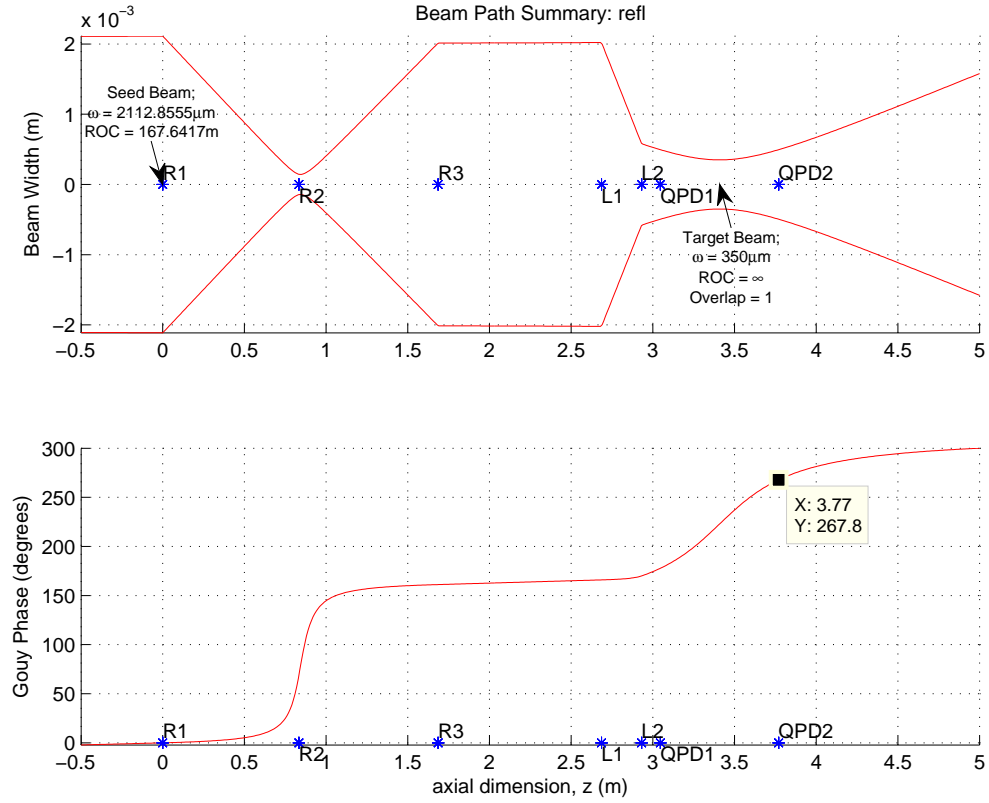 Beam Path Summary: refl
x 10⁻³
2
1
0
−1
−2
Beam Width (m)
Seed Beam;
ω = 2112.8555μm
ROC = 167.6417m
R1
R2
R3
L1
L2
QPD1
QPD2
Target Beam;
ω = 350μm
ROC = ∞
Overlap = 1
−0.5 0 0.5 1 1.5 2 2.5 3 3.5 4 4.5 5
300
250
200
150
100
50
0
Gouy Phase (degrees)
X: 3.77
Y: 267.8
R1
R2
R3
L1
L2
QPD1
QPD2
−0.5 0 0.5 1 1.5 2 2.5 3 3.5 4 4.5 5
axial dimension, z (m)